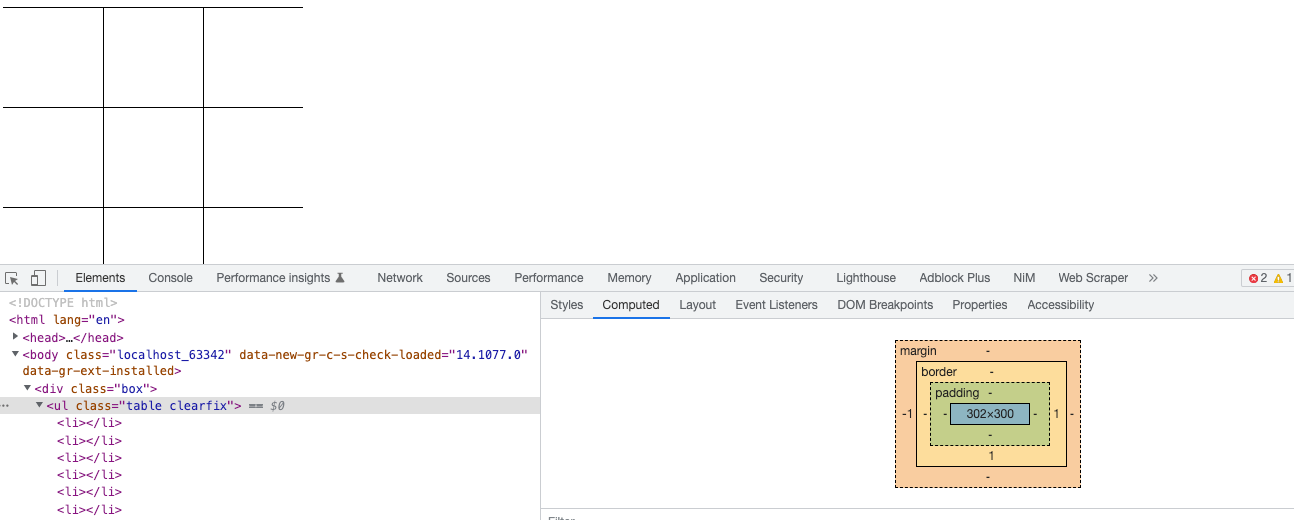 Elements Console Performance insights Network Sources Performance Memory Application Security Lighthouse Adblock Plus NiM Web Scraper » 2 1
<!DOCTYPE html>
<html lang="en">
<head>…</head>
<body class="localhost_63342" data-new-gr-c-s-check-loaded="14.1077.0"
data-gr-ext-installed>
<div class="box">
… <ul class="table clearfix"> == $0
<li></li>
<li></li>
<li></li>
<li></li>
<li></li>
<li></li>
Styles Computed Layout Event Listeners DOM Breakpoints Properties Accessibility
margin -
border -
padding -
-1 - - 302×300 - 1 -
-
1
-
Filter